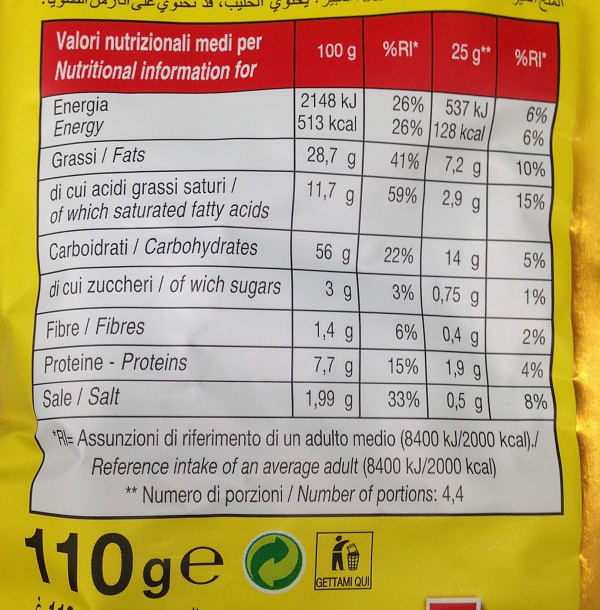 Valori nutrizionali medi per 100 g %RI* 25 g** %RI*
Nutritional information for
Energia 2148 kJ 26% 537 kJ 6%
Energy 513 kcal 26% 128 kcal 6%
Grassi / Fats 28,7 g 41% 7,2 g 10%
di cui acidi grassi saturi / 11,7 g 59% 2,9 g 15%
of which saturated fatty acids
Carboidrati / Carbohydrates 56 g 22% 14 g 5%
di cui zuccheri / of wich sugars 3 g 3% 0,75 g 1%
Fibre / Fibres 1,4 g 6% 0,4 g 2%
Proteine - Proteins 7,7 g 15% 1,9 g 4%
Sale / Salt 1,99 g 33% 0,5 g 8%
*RI= Assunzioni di riferimento di un adulto medio (8400 kJ/2000 kcal)./
Reference intake of an average adult (8400 kJ/2000 kcal)
** Numero di porzioni / Number of portions: 4,4
110g e
GETTAMI QUI